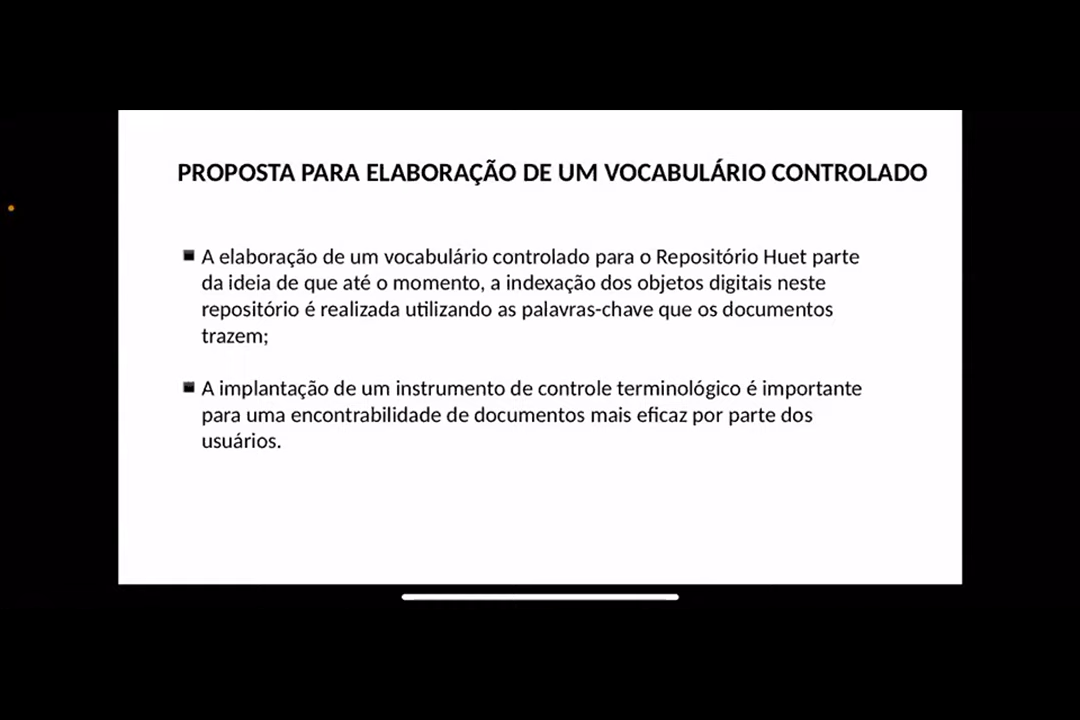 PROPOSTA PARA ELABORAÇÃO DE UM VOCABULÁRIO CONTROLADO
A elaboração de um vocabulário controlado para o Repositório Huet parte
da ideia de que até o momento, a indexação dos objetos digitais neste
repositório é realizada utilizando as palavras-chave que os documentos
trazem;
A implantação de um instrumento de controle terminológico é importante
para uma encontrabilidade de documentos mais eficaz por parte dos
usuários.